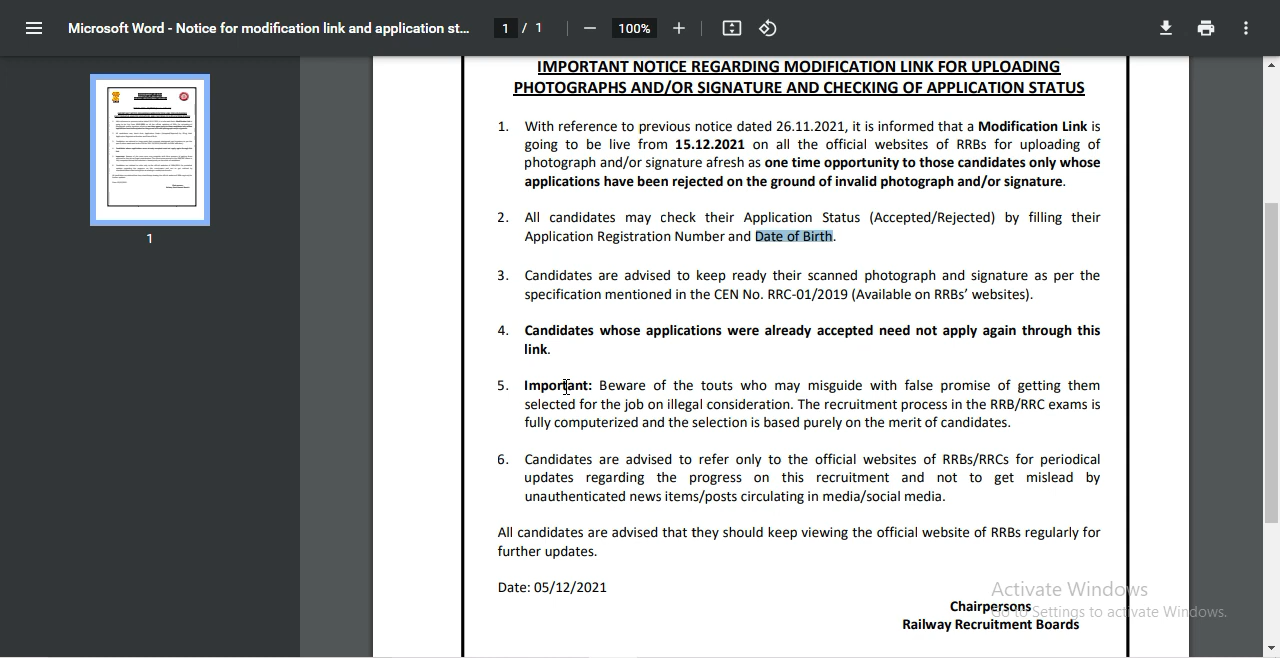 Microsoft Word - Notice for modification link and application st...
1 / 1
100%
1
IMPORTANT NOTICE REGARDING MODIFICATION LINK FOR UPLOADING
PHOTOGRAPHS AND/OR SIGNATURE AND CHECKING OF APPLICATION STATUS
1. With reference to previous notice dated 26.11.2021, it is informed that a Modification Link is
going to be live from 15.12.2021 on all the official websites of RRBs for uploading of
photograph and/or signature afresh as one time opportunity to those candidates only whose
applications have been rejected on the ground of invalid photograph and/or signature.
2. All candidates may check their Application Status (Accepted/Rejected) by filling their
Application Registration Number and Date of Birth.
3. Candidates are advised to keep ready their scanned photograph and signature as per the
specification mentioned in the CEN No. RRC-01/2019 (Available on RRBs' websites).
4. Candidates whose applications were already accepted need not apply again through this
link.
5. Important: Beware of the touts who may misguide with false promise of getting them
selected for the job on illegal consideration. The recruitment process in the RRB/RRC exams is
fully computerized and the selection is based purely on the merit of candidates.
6. Candidates are advised to refer only to the official websites of RRBs/RRCs for periodical
updates regarding the progress on this recruitment and not to get mislead by
unauthenticated news items/posts circulating in media/social media.
All candidates are advised that they should keep viewing the official website of RRBs regularly for
further updates.
Date: 05/12/2021
Activate Windows
Chairpersons
Go to Settings to activate Windows.
Railway Recruitment Boards